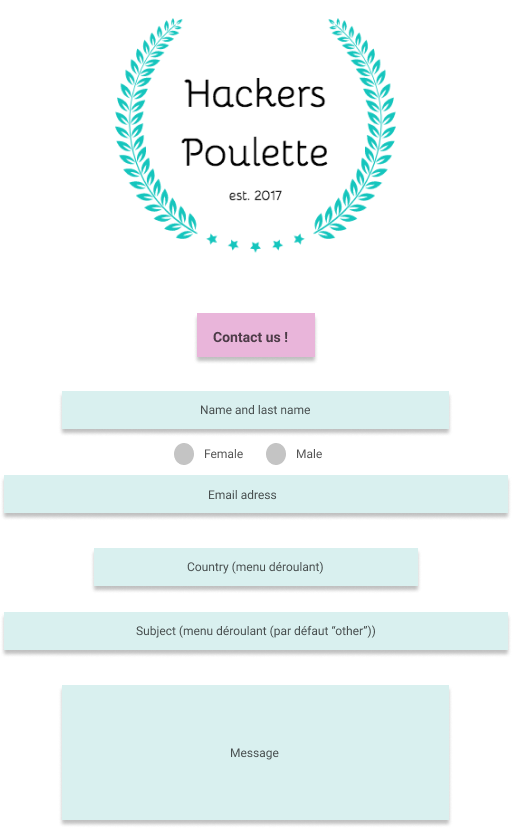 Hackers
Poulette
est. 2017
Contact us !
Name and last name
Female Male
Email adress
Country (menu déroulant)
Subject (menu déroulant (par défaut “other”))
Message